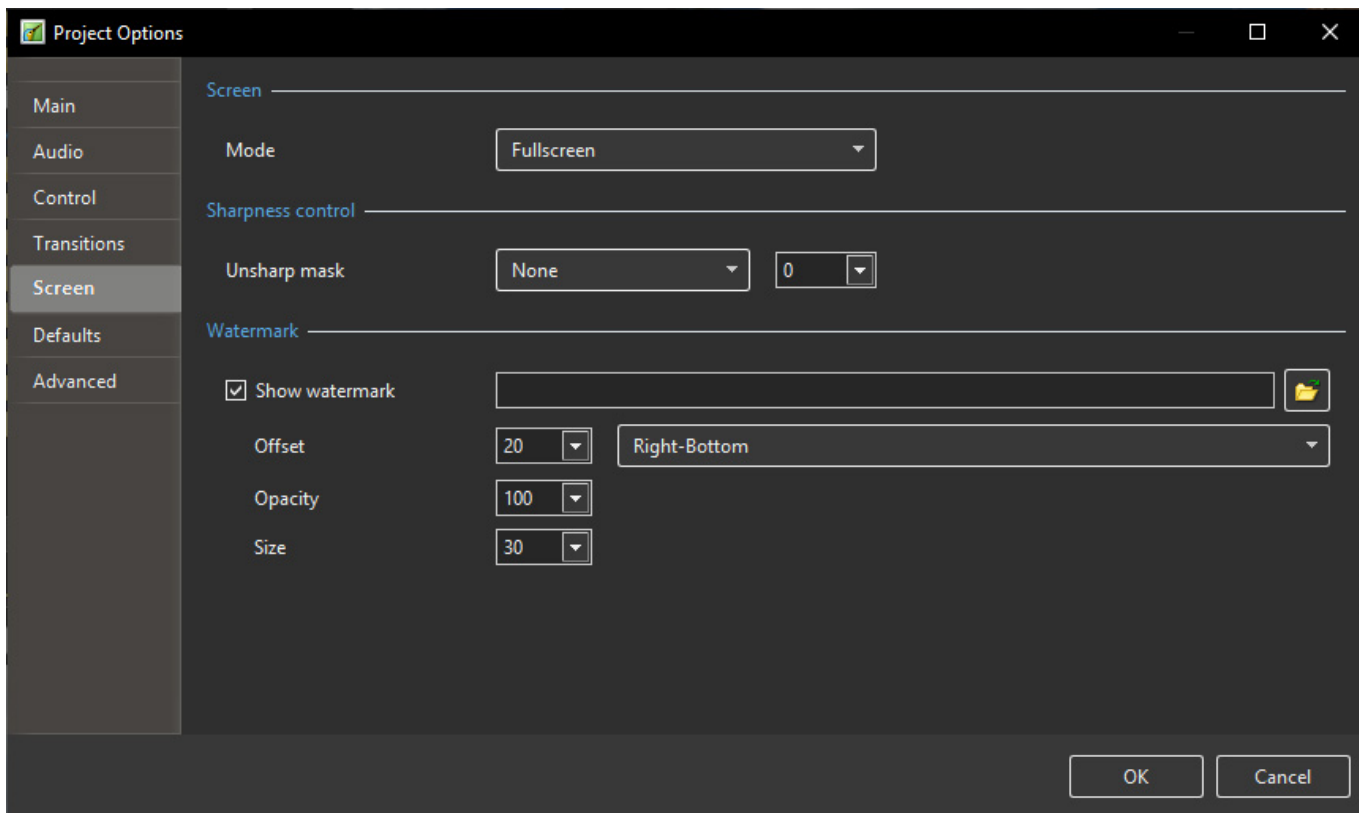 Project Options
Main
Audio
Control
Transitions
Screen
Defaults
Advanced
Screen
Mode Fullscreen
Sharpness control
Unsharp mask None 0
Watermark
Show watermark
Offset 20 Right-Bottom
Opacity 100
Size 30
OK Cancel